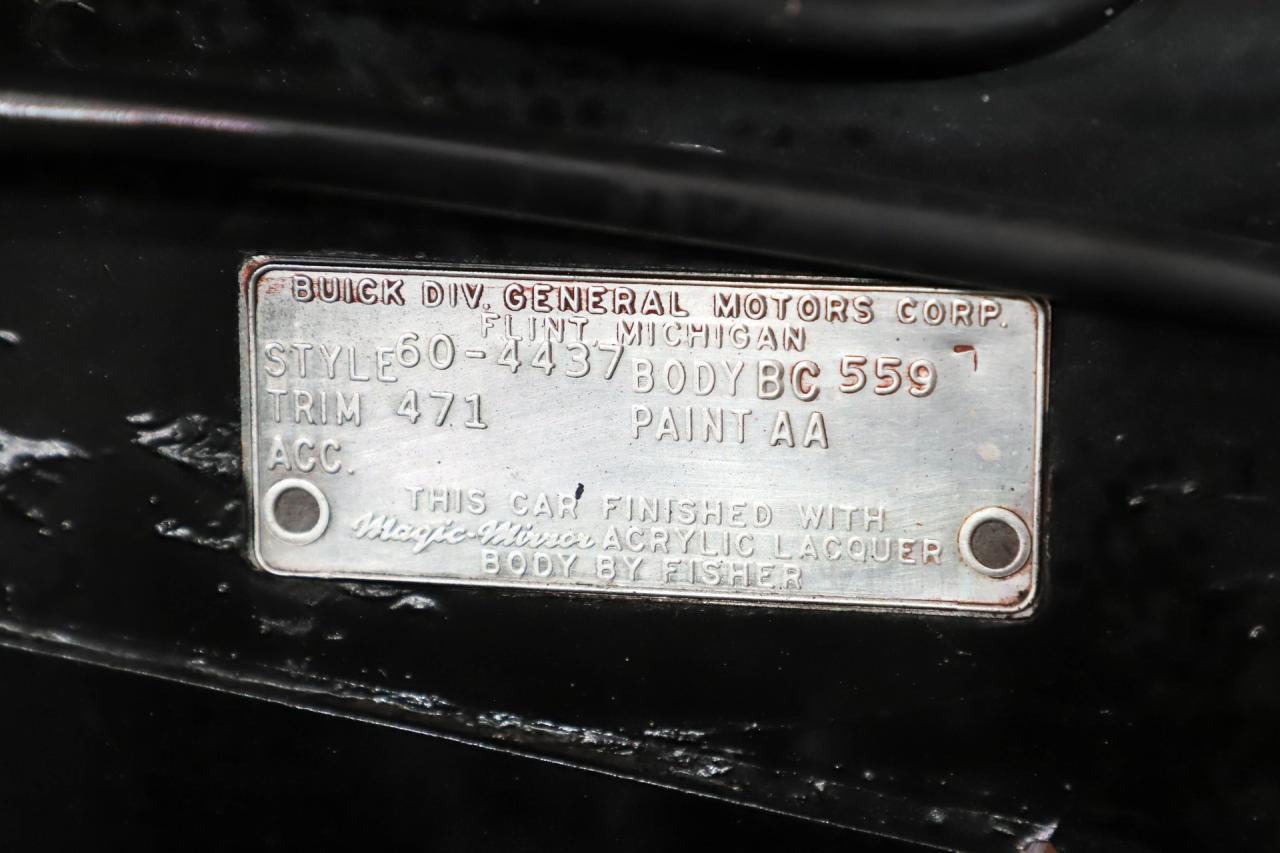 BUICK DIV. GENERAL MOTORS CORP.
FLINT, MICHIGAN
STYLE 60-4437 BODY BC 559
TRIM 471 PAINT AA
ACC.
THIS CAR FINISHED WITH
Magic-Mirror ACRYLIC LACQUER
BODY BY FISHER